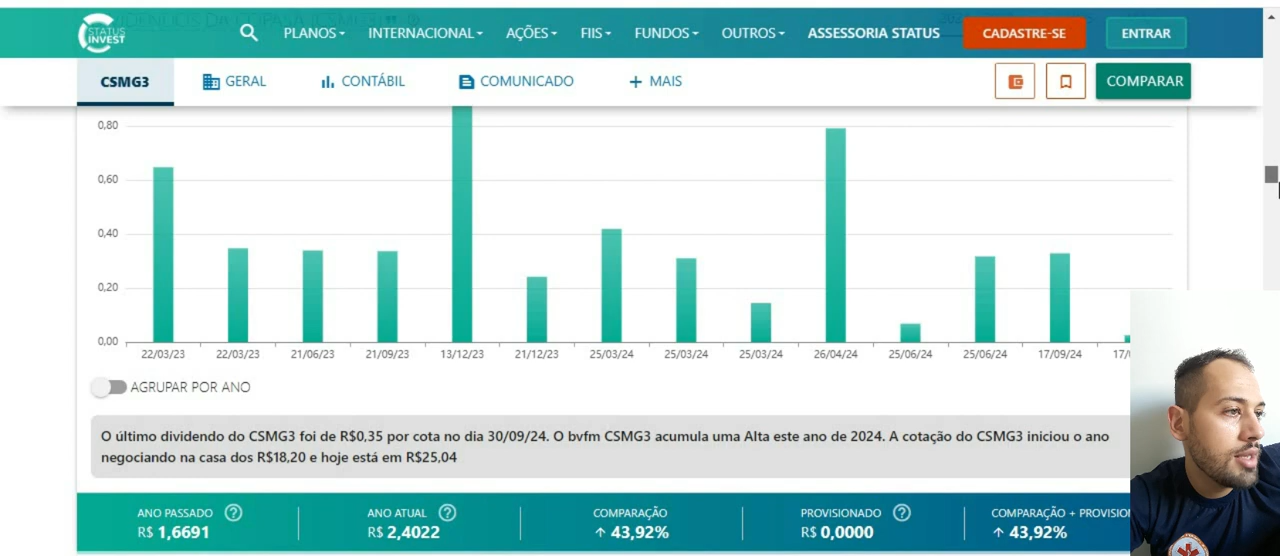 STATUS
INVEST
PLANOS
INTERNACIONAL
AÇÕES
FIIS
FUNDOS
OUTROS
ASSESSORIA STATUS
CADASTRE-SE
ENTRAR
CSMG3
GERAL
CONTÁBIL
COMUNICADO
+ MAIS
COMPARAR
0,80
0,60
0,40
0,20
0,00
22/03/23 22/03/23 21/06/23 21/09/23 13/12/23 21/12/23 25/03/24 25/03/24 25/03/24 26/04/24 25/06/24 25/06/24 17/09/24
AGRUPAR POR ANO
O último dividendo do CSMG3 foi de R$0,35 por cota no dia 30/09/24. O bvfm CSMG3 acumula uma Alta este ano de 2024. A cotação do CSMG3 iniciou o ano
negociando na casa dos R$18,20 e hoje está em R$25,04
ANO PASSADO
R$ 1,6691
ANO ATUAL
R$ 2,4022
COMPARAÇÃO
↑ 43,92%
PROVISIONADO
R$ 0,0000
COMPARAÇÃO + PROVISION
↑ 43,92%